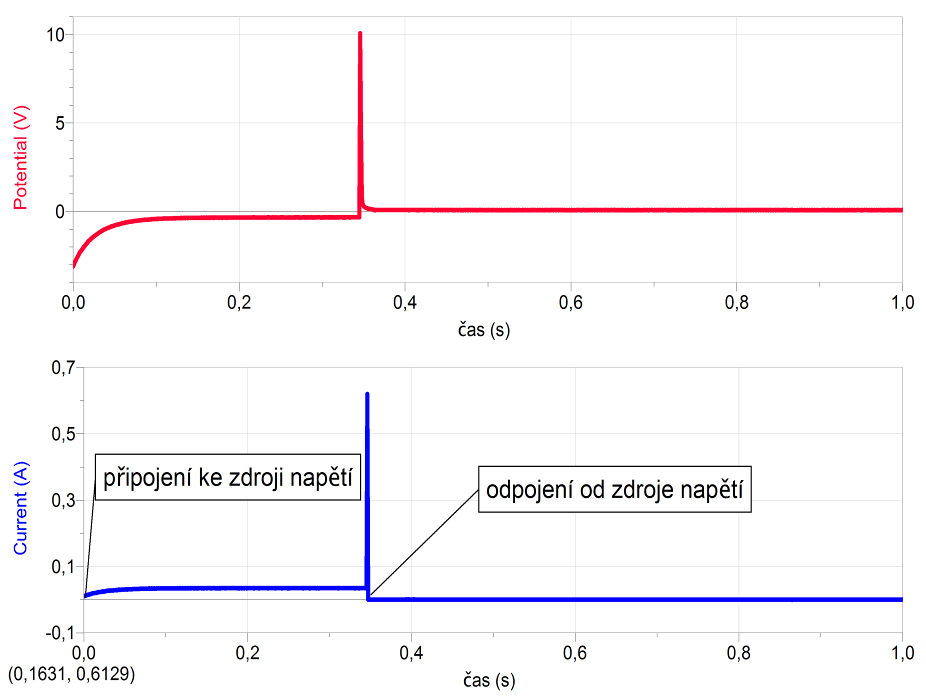 Potential (V)
10
5
0
0,0 0,2 0,4 0,6 0,8 1,0
čas (s)
Current (A)
0,7
0,5
0,3
0,1
-0,1
připojení ke zdroji napětí
odpojení od zdroje napětí
0,0 0,2 0,4 0,6 0,8 1,0
(0,1631, 0,6129)
čas (s)